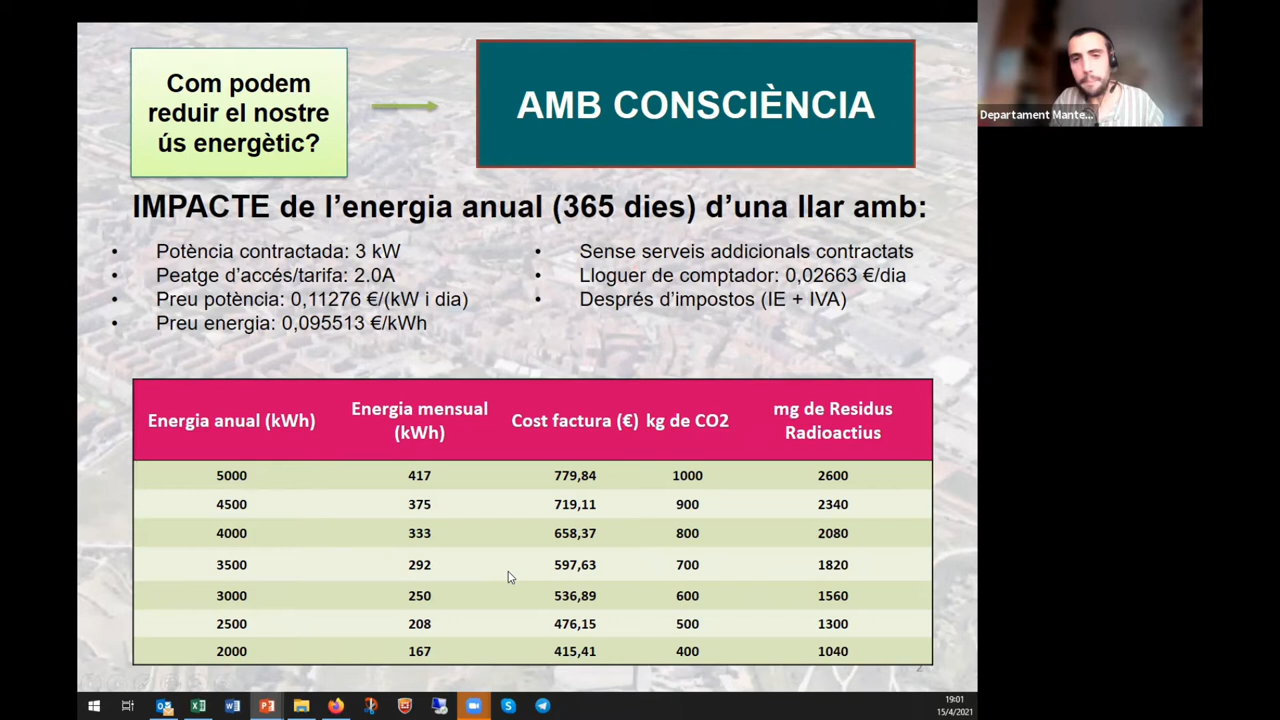 Com podem
reduir el nostre
ús energètic?
AMB CONSCIÈNCIA
Departament Mante...
IMPACTE de l’energia anual (365 dies) d’una llar amb:
• Potència contractada: 3 kW
• Peatge d’accés/tarifa: 2.0A
• Preu potència: 0,11276 €/(kW i dia)
• Preu energia: 0,095513 €/kWh
• Sense serveis addicionals contractats
• Lloguer de comptador: 0,02663 €/dia
• Després d’impostos (IE + IVA)
Energia anual (kWh) Energia mensual (kWh) Cost factura (€) kg de CO2 mg de Residus Radioactius
5000 417 779,84 1000 2600
4500 375 719,11 900 2340
4000 333 658,37 800 2080
3500 292 597,63 700 1820
3000 250 536,89 600 1560
2500 208 476,15 500 1300
2000 167 415,41 400 1040
2
19:01
15/4/2021